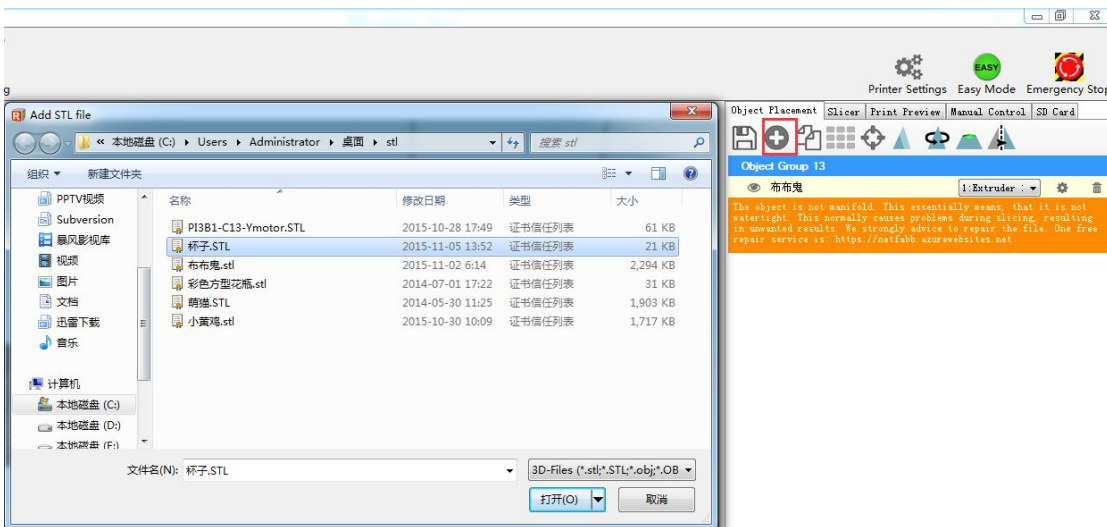 g
Printer Settings Easy Mode Emergency Stop
EASY
Add STL file
« 本地磁盘 (C:) ▸ Users ▸ Administrator ▸ 桌面 ▸ stl
搜索 stl
组织 新建文件夹
PPTV视频
Subversion
暴风影视库
视频
图片
文档
迅雷下载
音乐
计算机
本地磁盘 (C:)
本地磁盘 (D:)
本地磁盘 (E:)
名称 修改日期 类型 大小
PI3B1-C13-Ymotor.STL 2015-10-28 17:49 证书信任列表 61 KB
杯子.STL 2015-11-05 13:52 证书信任列表 21 KB
布布鬼.stl 2015-11-02 6:14 证书信任列表 2,294 KB
彩色方型花瓶.stl 2014-07-01 17:22 证书信任列表 31 KB
萌猫.STL 2014-05-30 11:25 证书信任列表 1,903 KB
小黄鸡.stl 2015-10-30 10:09 证书信任列表 1,717 KB
文件名(N): 杯子.STL
3D-Files (*.stl;*.STL;*.obj;*.OB
打开(O) 取消
Object Placement Slicer Print Preview Manual Control SD Card
Object Group 13
布布鬼 1:Extruder :
The object is not manifold. This essentially means, that it is not
watertight. This normally causes problems during slicing, resulting
in unwanted results. We strongly advice to repair the file. One free
repair service is: https://netfabb.azurewebsites.net